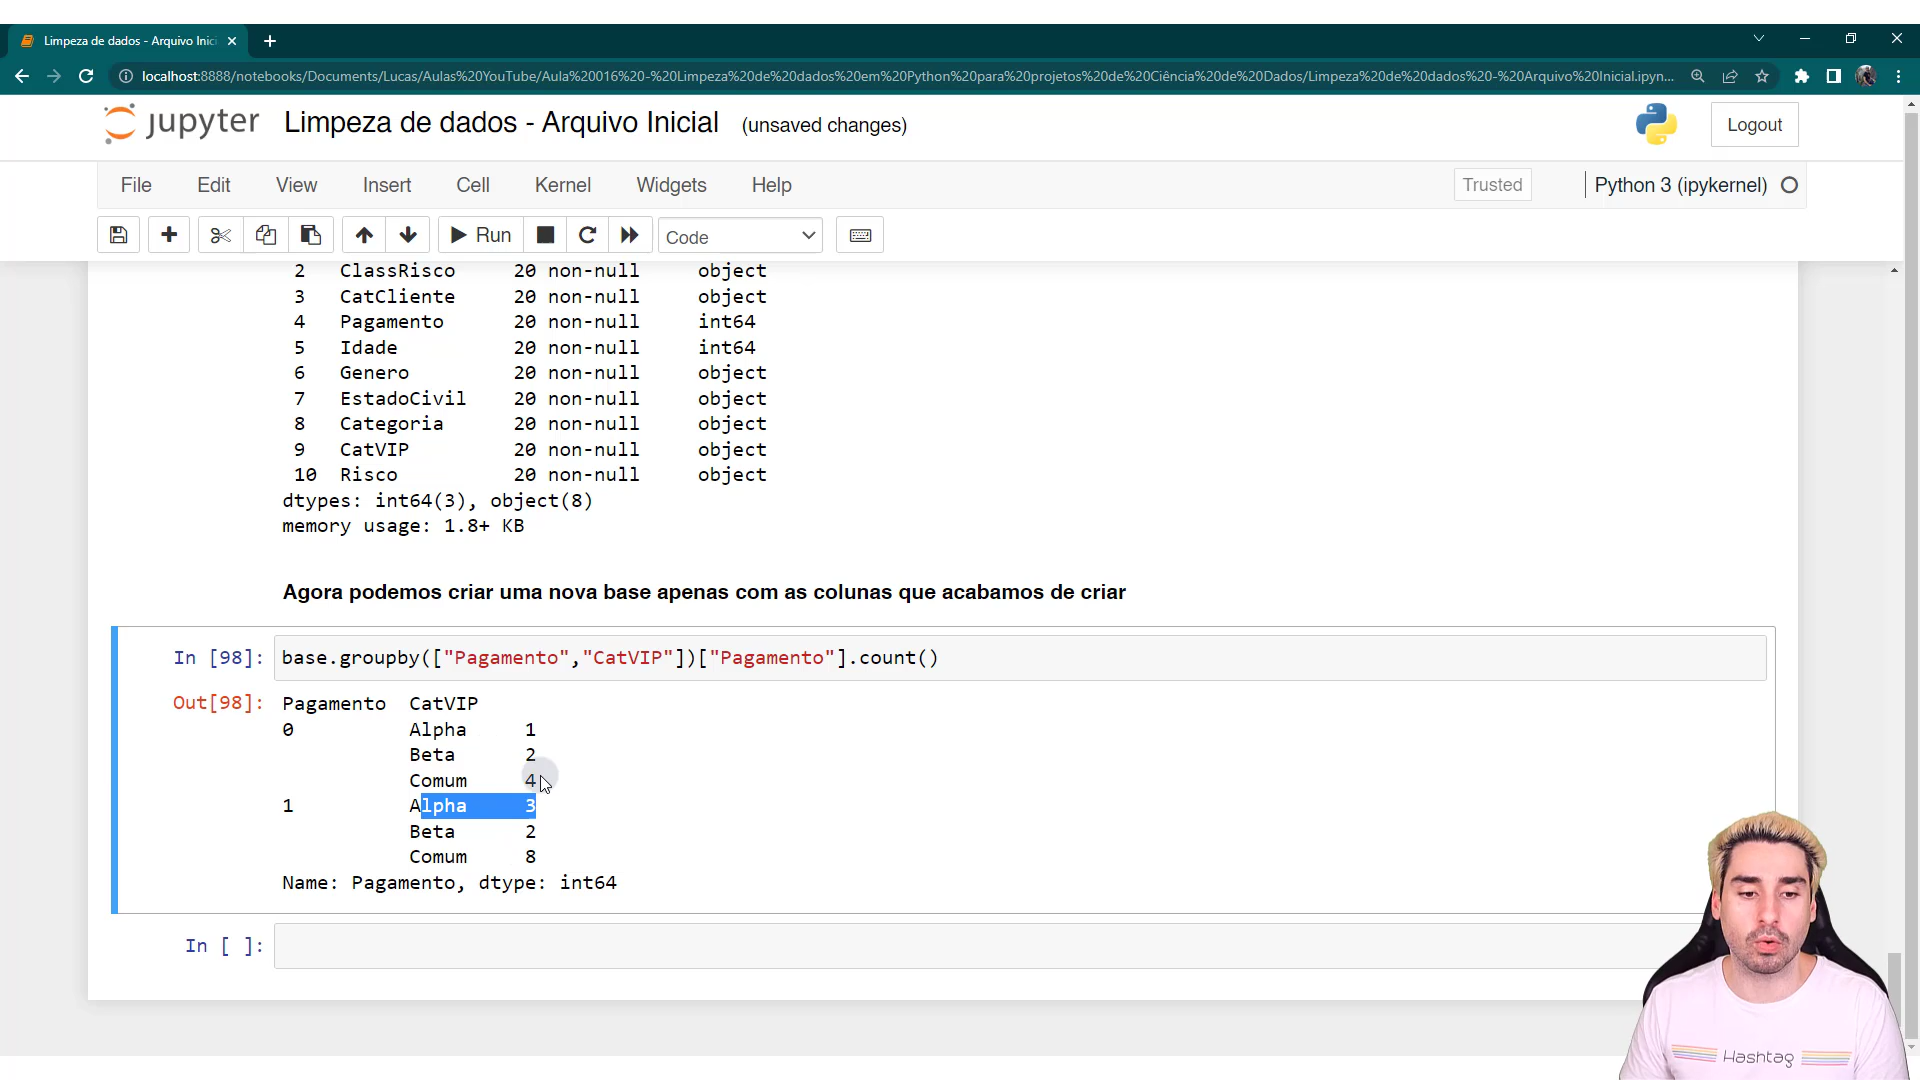 Limpeza de dados - Arquivo Inici
localhost:8888/notebooks/Documents/Lucas/Aulas%20YouTube/Aula%20016%20-%20Limpeza%20de%20dados%20em%20Python%20para%20projetos%20de%20Ciência%20de%20Dados/Limpeza%20de%20dados%20-%20Arquivo%20Inicial.ipyn...
jupyter Limpeza de dados - Arquivo Inicial (unsaved changes)
Logout
File Edit View Insert Cell Kernel Widgets Help
Trusted
Python 3 (ipykernel)
Run
Code
2 ClassRisco 20 non-null object
3 CatCliente 20 non-null object
4 Pagamento 20 non-null int64
5 Idade 20 non-null int64
6 Genero 20 non-null object
7 EstadoCivil 20 non-null object
8 Categoria 20 non-null object
9 CatVIP 20 non-null object
10 Risco 20 non-null object
dtypes: int64(3), object(8)
memory usage: 1.8+ KB
Agora podemos criar uma nova base apenas com as colunas que acabamos de criar
In [98]: base.groupby(["Pagamento","CatVIP"])["Pagamento"].count()
Out[98]: Pagamento CatVIP
0 Alpha 1
Beta 2
Comum 4
1 Alpha 3
Beta 2
Comum 8
Name: Pagamento, dtype: int64
In [ ]:
Hashtag